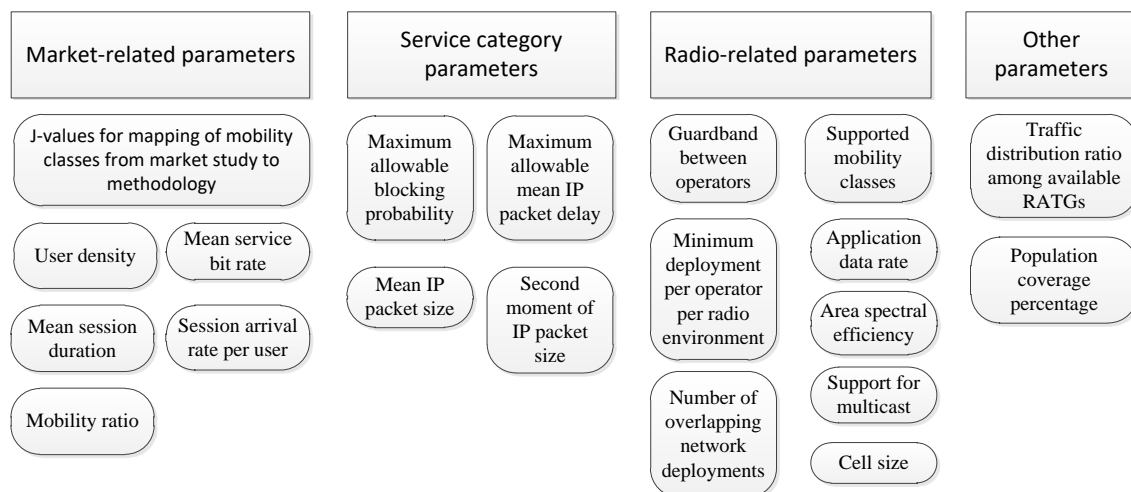 Market-related parameters
J-values for mapping of mobility
classes from market study to
methodology
User density
Mean service
bit rate
Mean session
duration
Session arrival
rate per user
Mobility ratio
Service category
parameters
Maximum
allowable
blocking
probability
Maximum
allowable
mean IP
packet delay
Mean IP
packet size
Second
moment of
IP packet
size
Radio-related parameters
Guardband
between
operators
Supported
mobility
classes
Minimum
deployment
per operator
per radio
environment
Application
data rate
Area spectral
efficiency
Number of
overlapping
network
deployments
Support for
multicast
Cell size
Other
parameters
Traffic
distribution ratio
among available
RATGs
Population
coverage
percentage